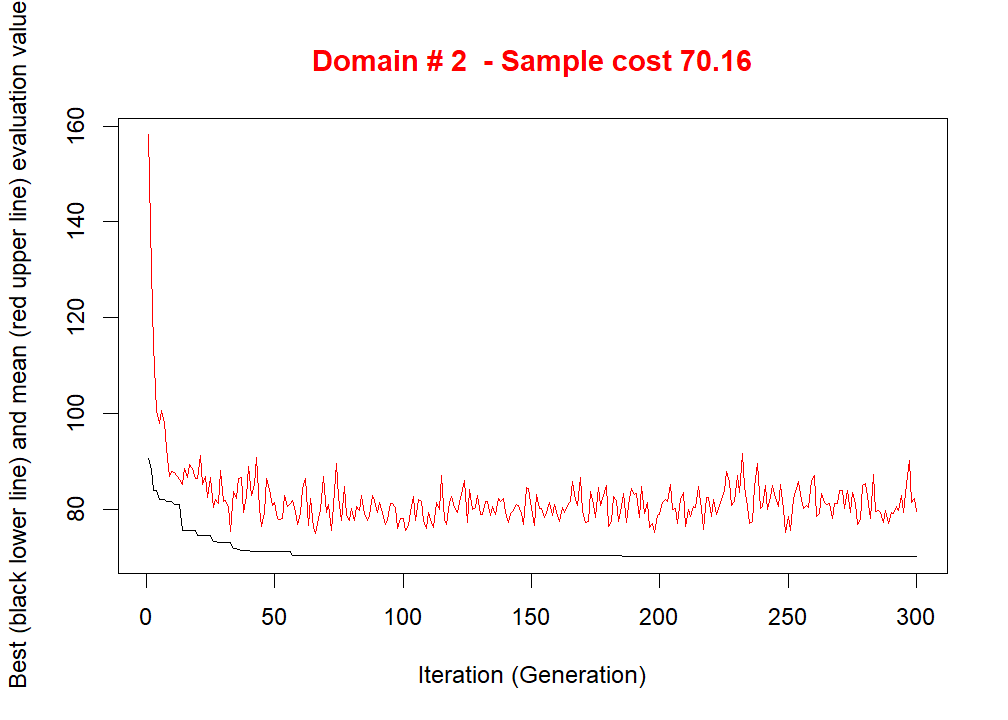 Domain # 2  - Sample cost 70.16
Best (black lower line) and mean (red upper line) evaluation value
160
140
120
100
80
0 50 100 150 200 250 300
Iteration (Generation)